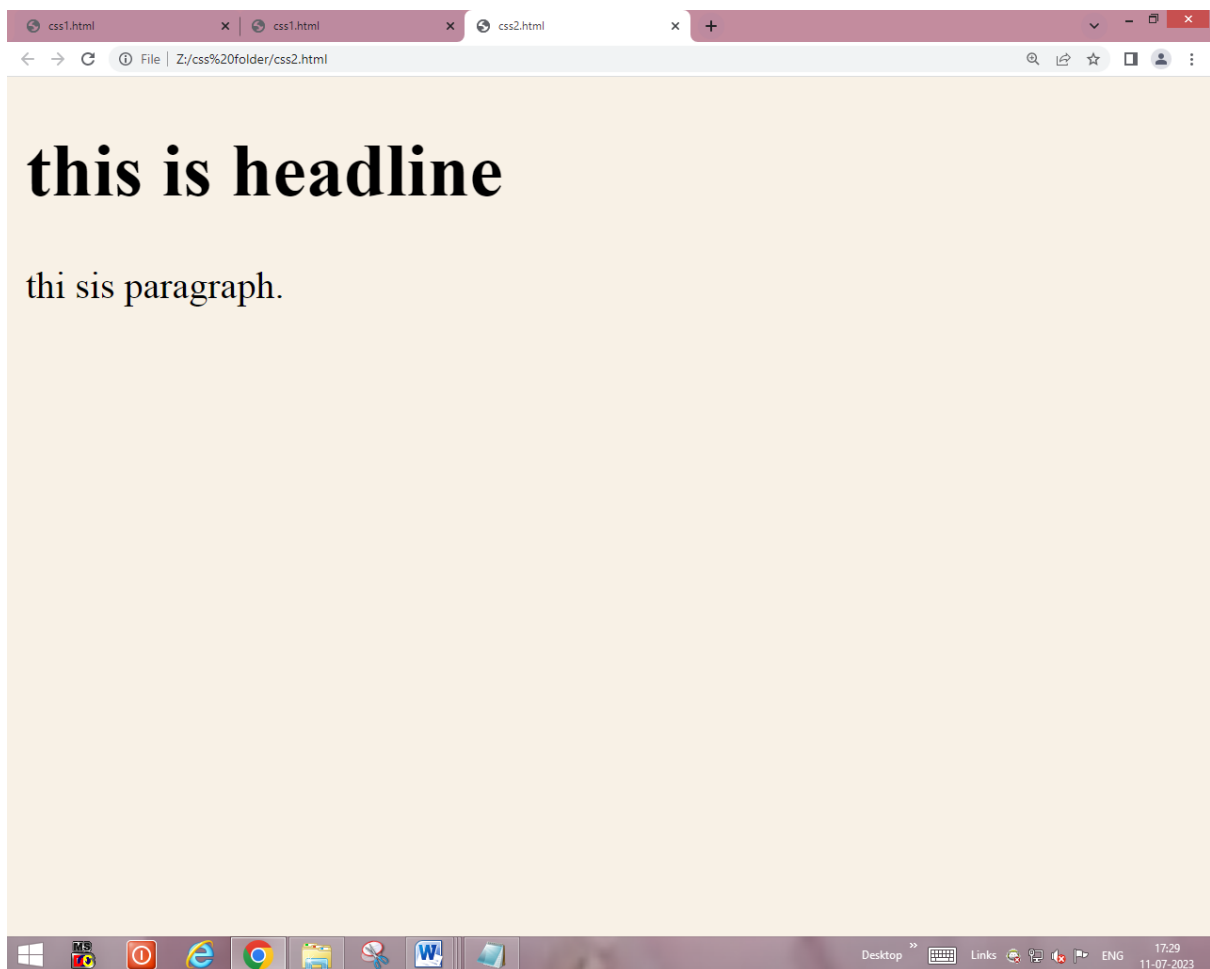 css1.html css1.html css2.html
File Z:/css%20folder/css2.html
this is headline
thi sis paragraph.
MS W Desktop Links ENG 17:29
11-07-2023